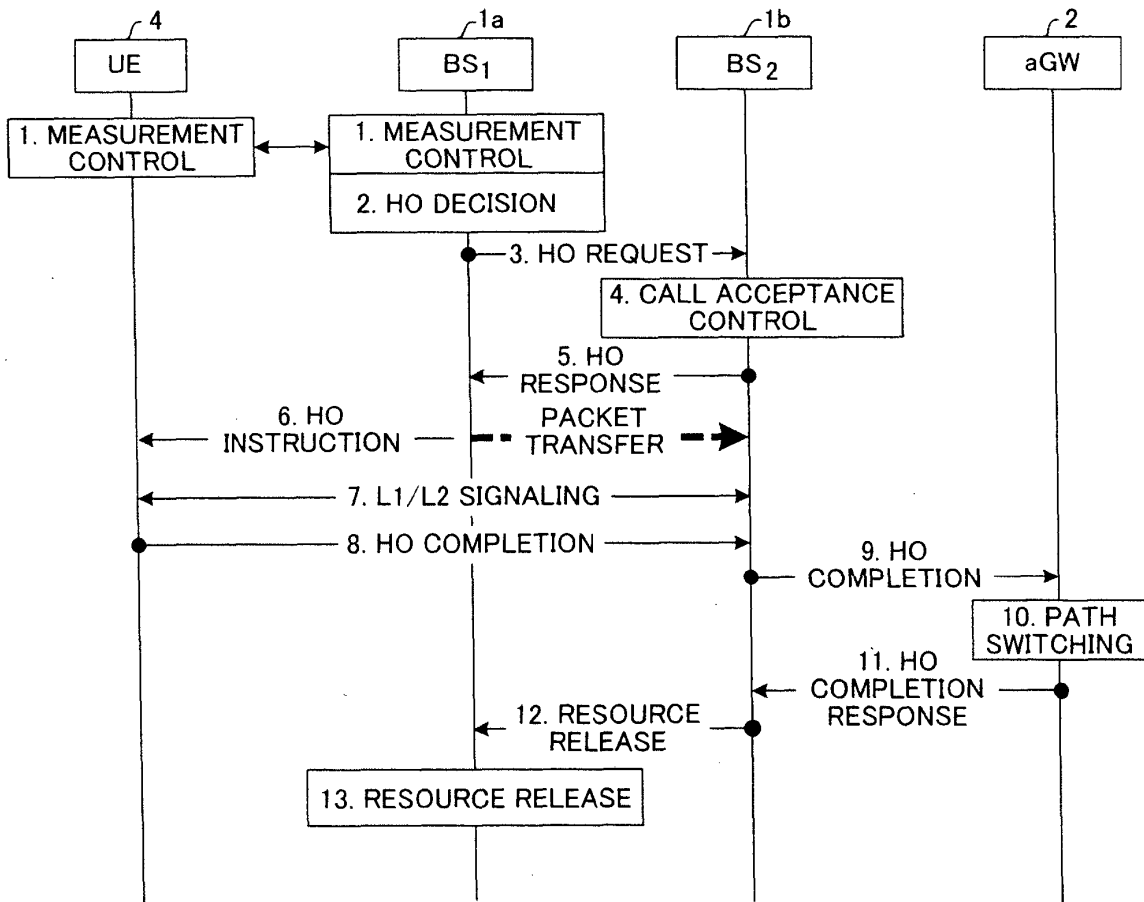 4
1a
1b
2
UE
BS1
BS2
aGW
1. MEASUREMENT
CONTROL
1. MEASUREMENT
CONTROL
2. HO DECISION
3. HO REQUEST
4. CALL ACCEPTANCE
CONTROL
5. HO
RESPONSE
6. HO
INSTRUCTION
PACKET
TRANSFER
7. L1/L2 SIGNALING
8. HO COMPLETION
9. HO
COMPLETION
10. PATH
SWITCHING
11. HO
COMPLETION
RESPONSE
12. RESOURCE
RELEASE
13. RESOURCE RELEASE